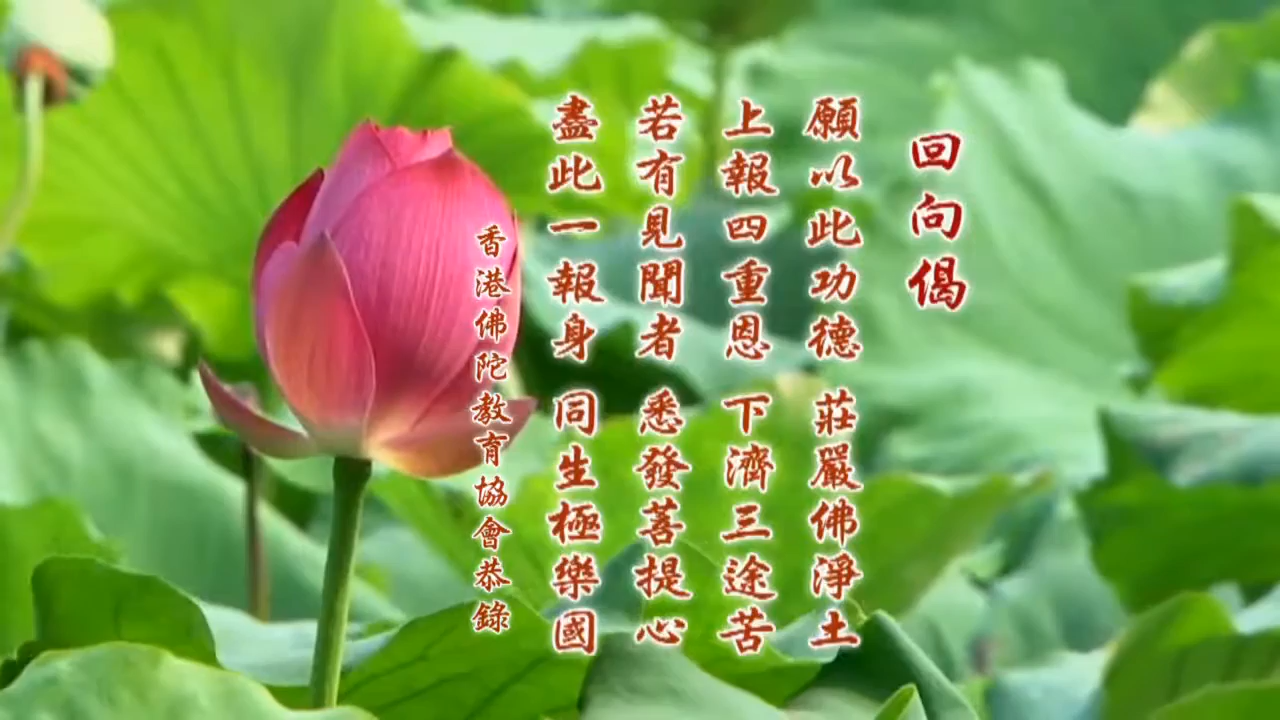 回向偈
願以此功德 莊嚴佛淨土
上報四重恩 下濟三途苦
若有見聞者 悉發菩提心
盡此一報身 同生極樂國
香港佛陀教育協會恭錄